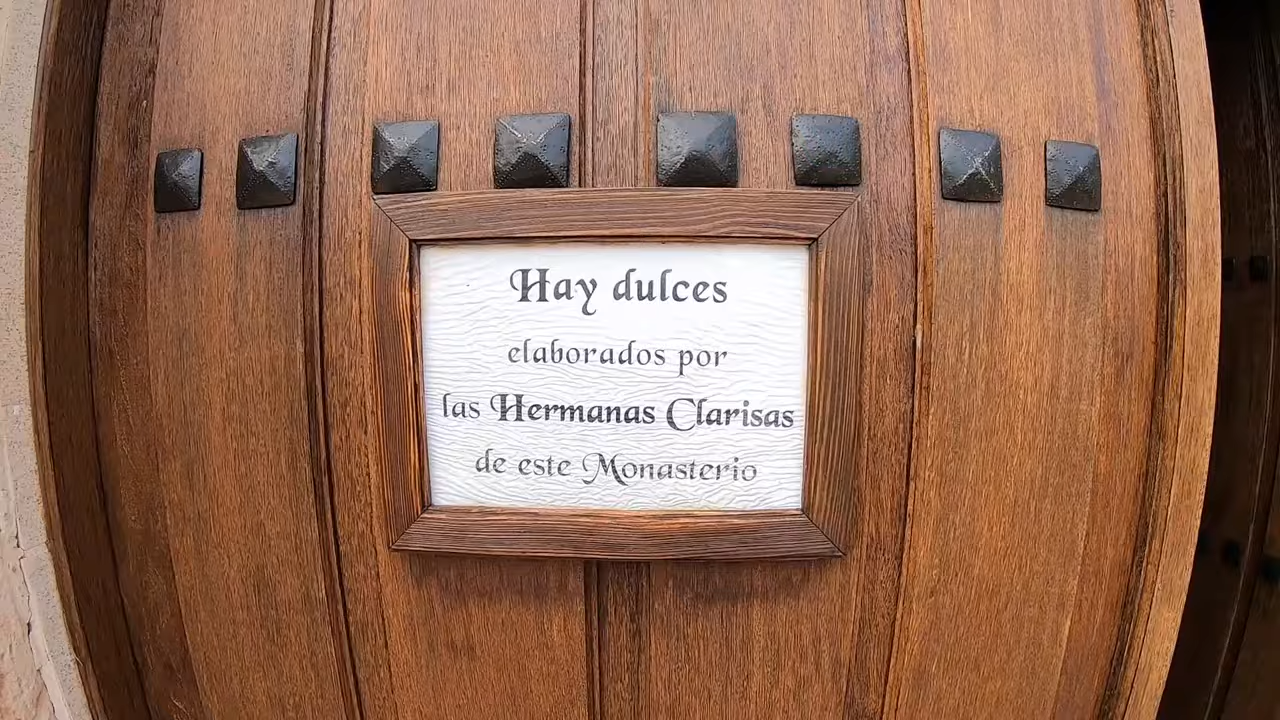 Hay dulces
elaborados por
las Hermanas Clarisas
de este Monasterio